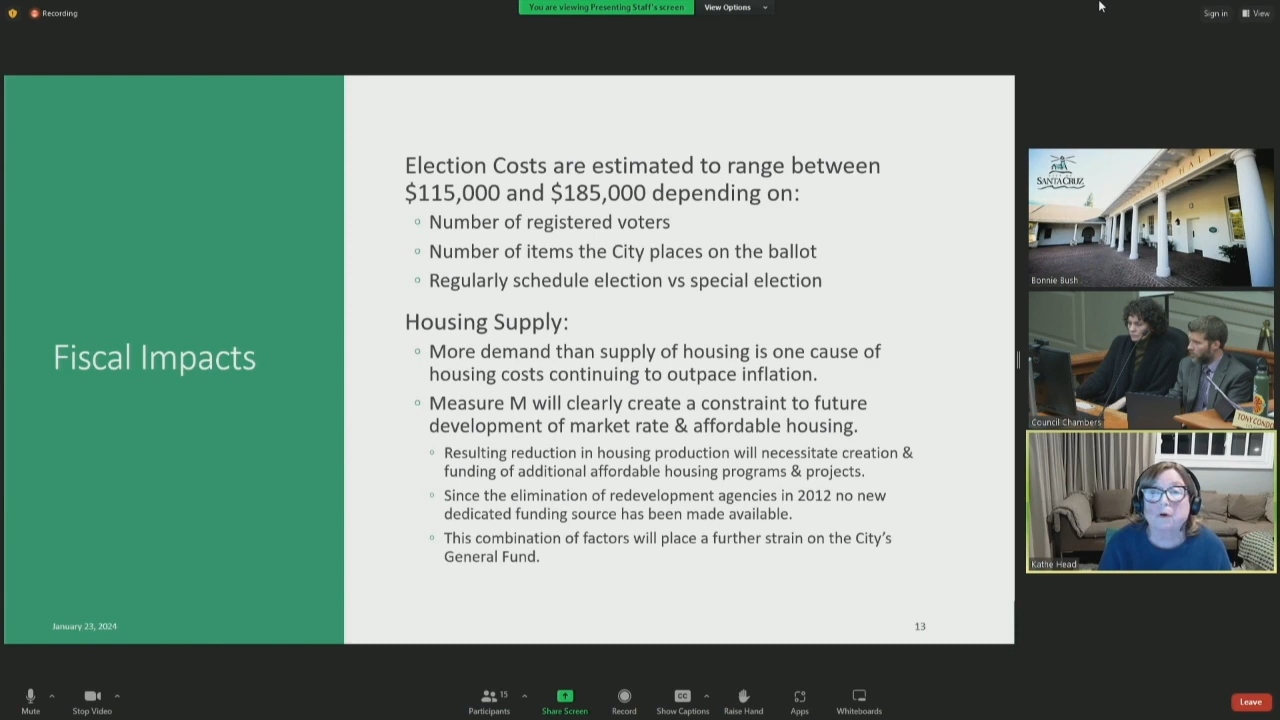 Recording
You are viewing Presenting Staff's screen
View Options
Sign in
View
Fiscal Impacts
January 23, 2024
Election Costs are estimated to range between
$115,000 and $185,000 depending on:
Number of registered voters
Number of items the City places on the ballot
Regularly schedule election vs special election
Housing Supply:
More demand than supply of housing is one cause of
housing costs continuing to outpace inflation.
Measure M will clearly create a constraint to future
development of market rate & affordable housing.
Resulting reduction in housing production will necessitate creation &
funding of additional affordable housing programs & projects.
Since the elimination of redevelopment agencies in 2012 no new
dedicated funding source has been made available.
This combination of factors will place a further strain on the City's
General Fund.
13
SANTA CRUZ
HALL
Bonnie Bush
Council Chambers
Kathe Head
Mute
Stop Video
Participants
15
Share Screen
CC
Record
Show Captions
Raise Hand
Apps
Whiteboards
Leave